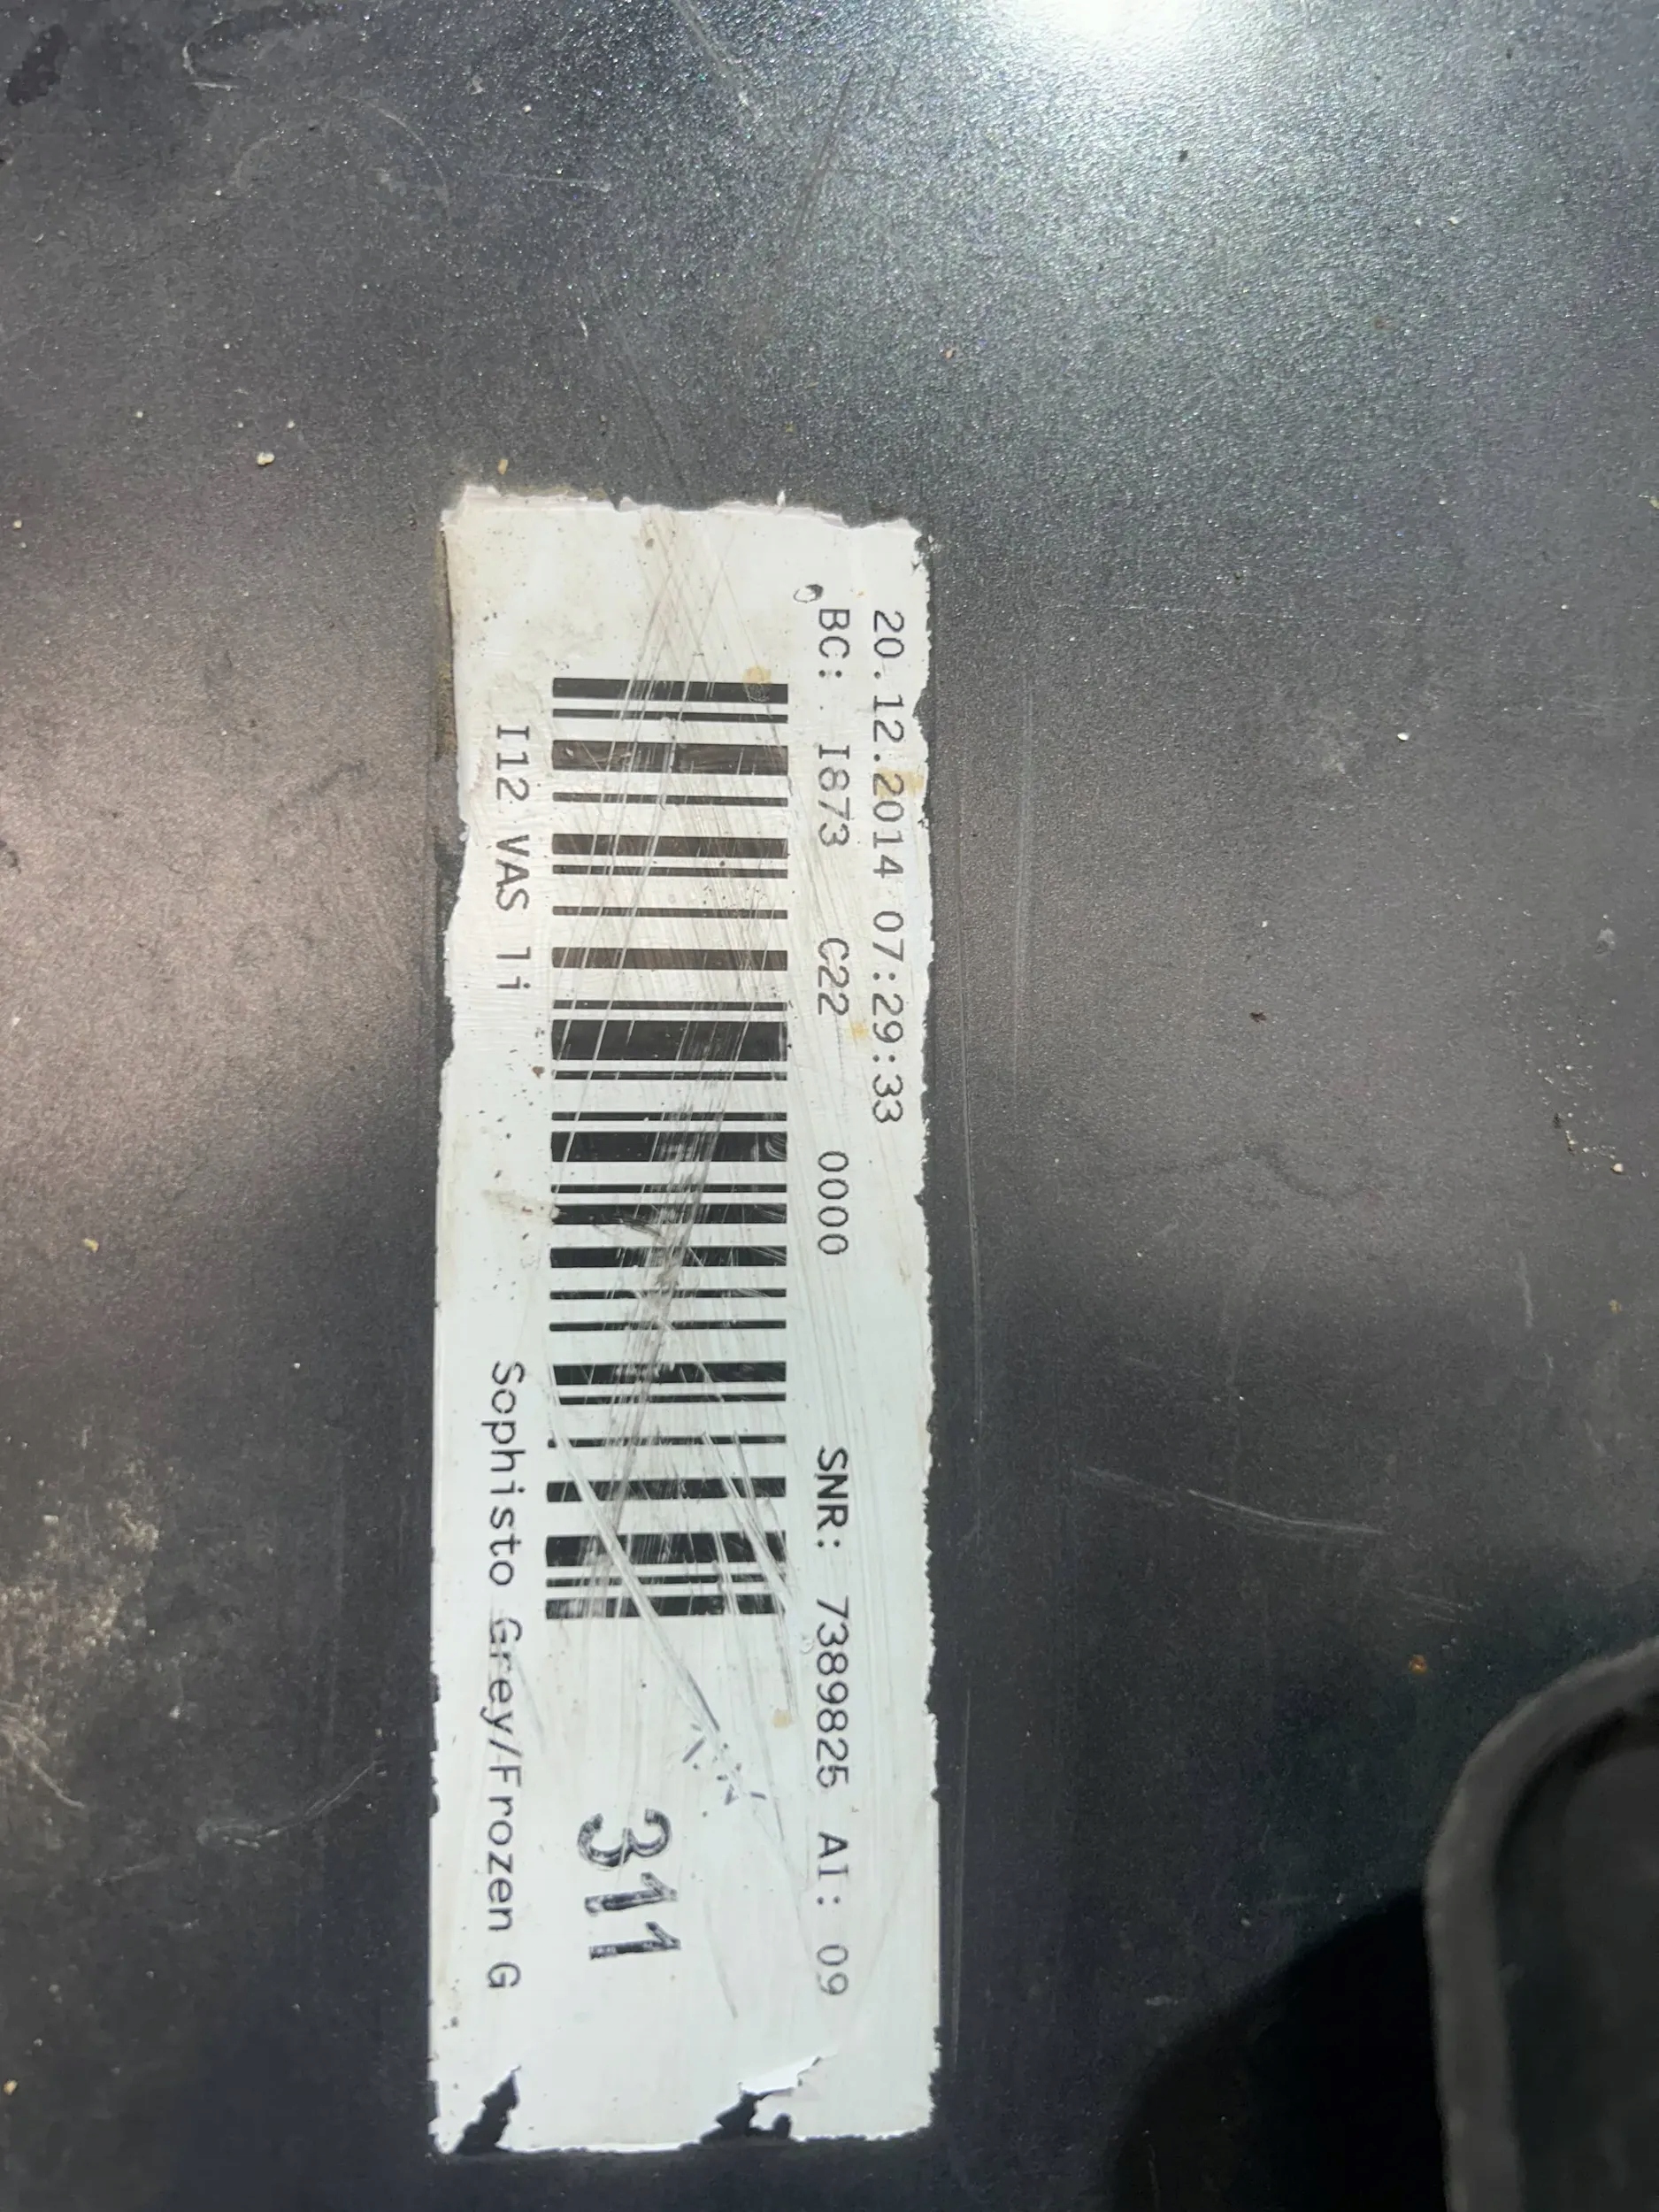 20.12.2014 07:29:33
BC: I873 C22 0000 SNR: 7389825 AI: 09
311
I12 VAS li Sophisto Grey/Frozen G